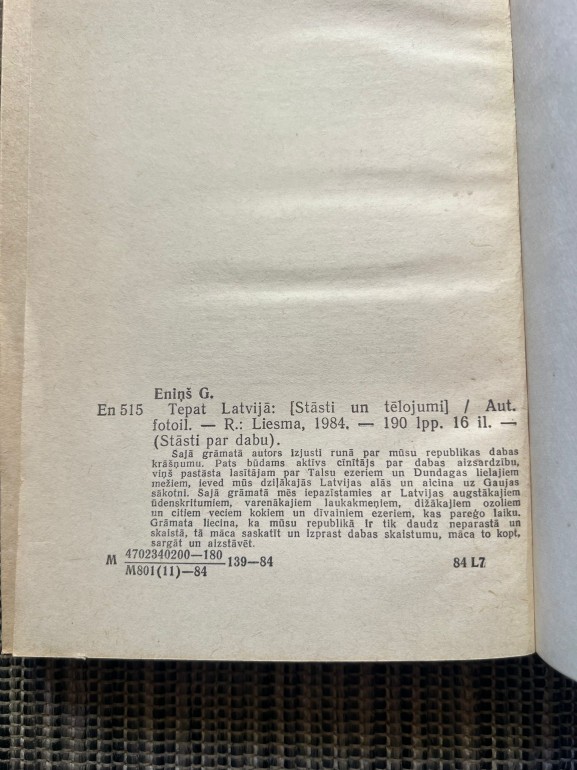 Eniņš G.
En 515 Tepat Latvijā: [Stāsti un tēlojumi] / Aut.
fotoil. — R.: Liesma, 1984. — 190 lpp. 16 il. —
(Stāsti par dabu).
Sajā grāmatā autors izjusti runā par mūsu republikas dabas
krāšņumu. Pats būdams aktīvs cīnītājs par dabas aizsardzību,
viņš pastāsta lasītājam par Talsu ezeriem un Dundagas lielajiem
mežiem, ieved mūs dziļākajās Latvijas alās un aicina uz Gaujas
sākotni. Sajā grāmatā mēs iepazīstamies ar Latvijas augstākajiem
ūdenskritumiem, varenākajiem laukakmeņiem, dižākajiem ozoliem
un citiem veciem kokiem un dīvainiem ezeriem, kas pareģo laiku.
Grāmata liecina, ka mūsu republikā ir tik daudz neparastā un
skaistā, tā māca saskatīt un izprast dabas skaistumu, māca to kopt,
sargāt un aizstāvēt.
M 4702340200—180
M801(11)—84 139—84 84 L7